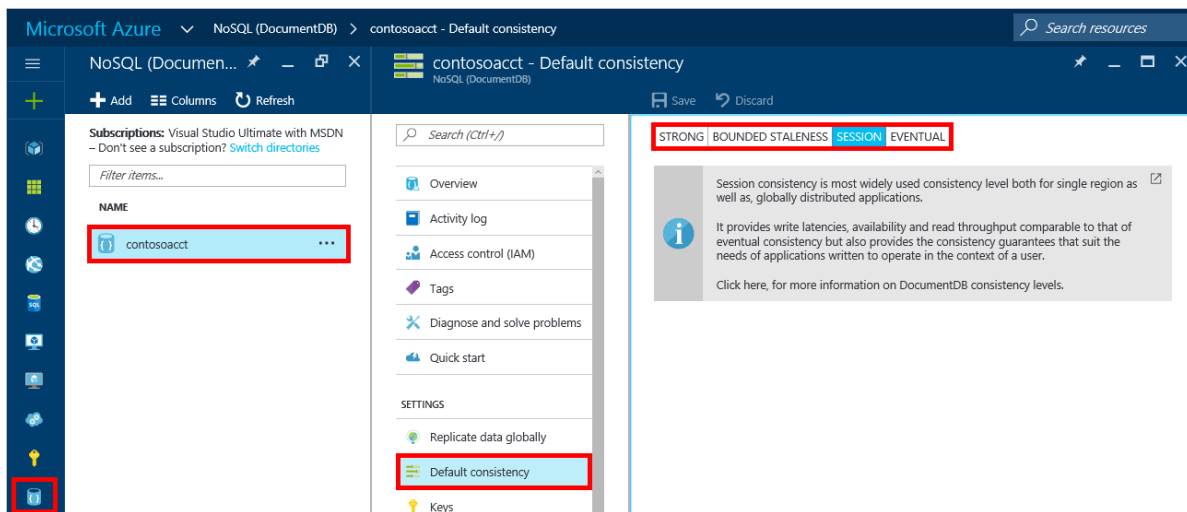 Microsoft Azure NoSQL (DocumentDB) > contosoacct - Default consistency Search resources
NoSQL (Documen...
Add Columns Refresh
Subscriptions: Visual Studio Ultimate with MSDN
– Don't see a subscription? Switch directories
Filter items...
NAME
contosoacct ...
contosoacct - Default consistency
NoSQL (DocumentDB)
Save Discard
Search (Ctrl+/)
Overview
Activity log
Access control (IAM)
Tags
Diagnose and solve problems
Quick start
SETTINGS
Replicate data globally
Default consistency
Keys
STRONG BOUNDED STALENESS SESSION EVENTUAL
Session consistency is most widely used consistency level both for single region as
well as, globally distributed applications.
It provides write latencies, availability and read throughput comparable to that of
eventual consistency but also provides the consistency guarantees that suit the
needs of applications written to operate in the context of a user.
Click here, for more information on DocumentDB consistency levels.
SQL